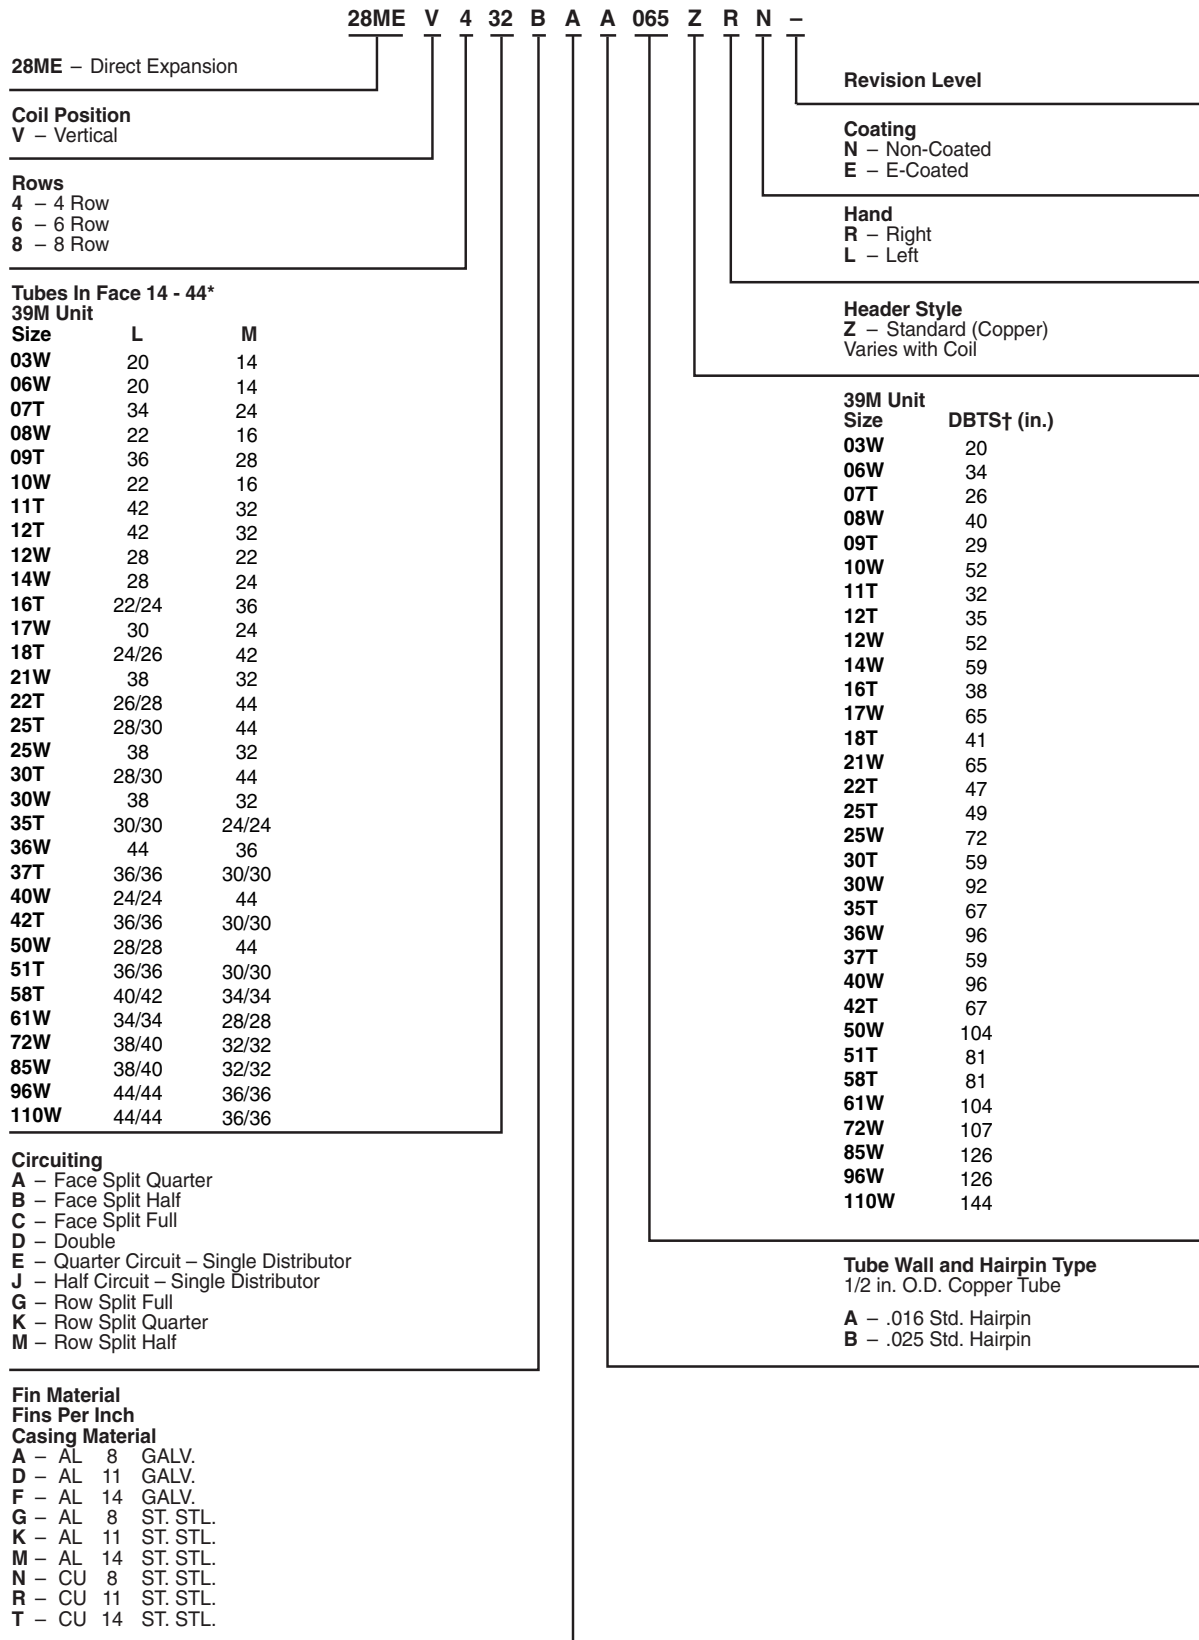 28ME V 4 32 B A A 065 Z R N –
28ME – Direct Expansion
Coil Position
V – Vertical
Rows
4 – 4 Row
6 – 6 Row
8 – 8 Row
Tubes In Face 14 - 44*
39M Unit
Size L M
03W 20 14
06W 20 14
07T 34 24
08W 22 16
09T 36 28
10W 22 16
11T 42 32
12T 42 32
12W 28 22
14W 28 24
16T 22/24 36
17W 30 24
18T 24/26 42
21W 38 32
22T 26/28 44
25T 28/30 44
25W 38 32
30T 28/30 44
30W 38 32
35T 30/30 24/24
36W 44 36
37T 36/36 30/30
40W 24/24 44
42T 36/36 30/30
50W 28/28 44
51T 36/36 30/30
58T 40/42 34/34
61W 34/34 28/28
72W 38/40 32/32
85W 38/40 32/32
96W 44/44 36/36
110W 44/44 36/36
Circuiting
A – Face Split Quarter
B – Face Split Half
C – Face Split Full
D – Double
E – Quarter Circuit – Single Distributor
J – Half Circuit – Single Distributor
G – Row Split Full
K – Row Split Quarter
M – Row Split Half
Fin Material
Fins Per Inch
Casing Material
A – AL 8 GALV.
D – AL 11 GALV.
F – AL 14 GALV.
G – AL 8 ST. STL.
K – AL 11 ST. STL.
M – AL 14 ST. STL.
N – CU 8 ST. STL.
R – CU 11 ST. STL.
T – CU 14 ST. STL.
Revision Level
Coating
N – Non-Coated
E – E-Coated
Hand
R – Right
L – Left
Header Style
Z – Standard (Copper)
Varies with Coil
39M Unit
Size DBTS† (in.)
03W 20
06W 34
07T 26
08W 40
09T 29
10W 52
11T 32
12T 35
12W 52
14W 59
16T 38
17W 65
18T 41
21W 65
22T 47
25T 49
25W 72
30T 59
30W 92
35T 67
36W 96
37T 59
40W 96
42T 67
50W 104
51T 81
58T 81
61W 104
72W 107
85W 126
96W 126
110W 144
Tube Wall and Hairpin Type
1/2 in. O.D. Copper Tube
A – .016 Std. Hairpin
B – .025 Std. Hairpin